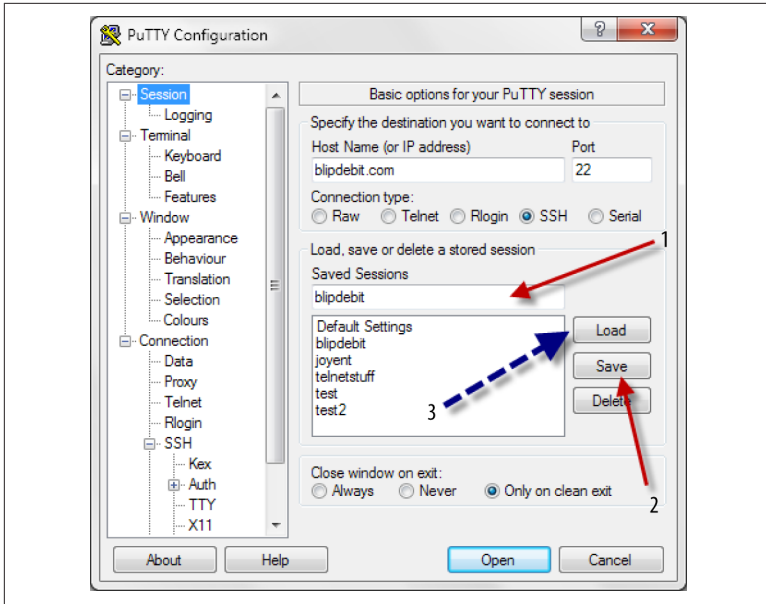 PuTTY Configuration
Category:
Session
Logging
Terminal
Keyboard
Bell
Features
Window
Appearance
Behaviour
Translation
Selection
Colours
Connection
Data
Proxy
Telnet
Rlogin
SSH
Kex
Auth
TTY
X11
Basic options for your PuTTY session
Specify the destination you want to connect to
Host Name (or IP address) Port
blipdebit.com 22
Connection type:
Raw Telnet Rlogin SSH Serial
Load, save or delete a stored session
1
Saved Sessions
blipdebit
Default Settings
blipdebit
joyent
telnetstuff
test
test2
Load
Save
Delete
3
Close window on exit:
Always Never Only on clean exit
2
About Help Open Cancel